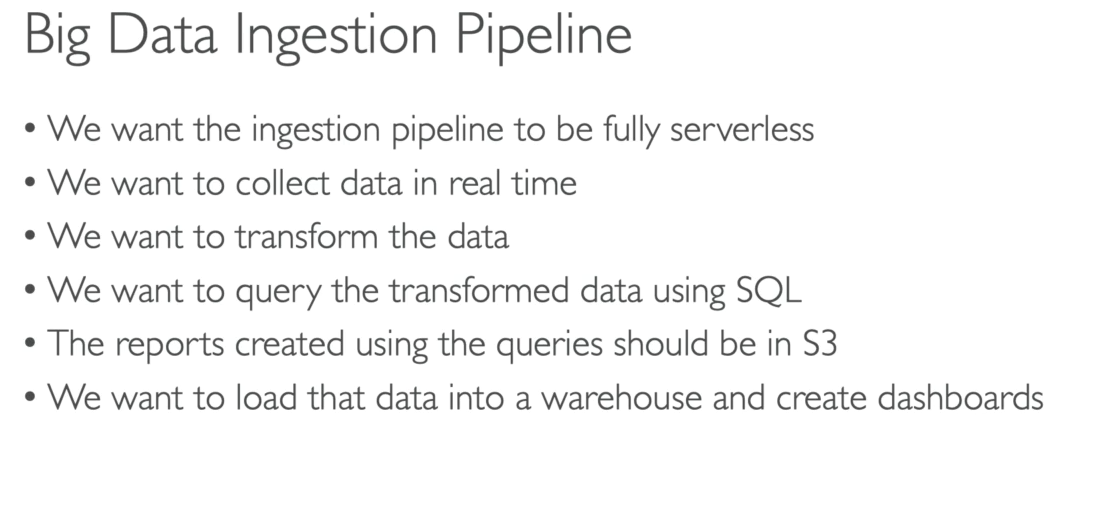 Big Data Ingestion Pipeline
• We want the ingestion pipeline to be fully serverless
• We want to collect data in real time
• We want to transform the data
• We want to query the transformed data using SQL
• The reports created using the queries should be in S3
• We want to load that data into a warehouse and create dashboards